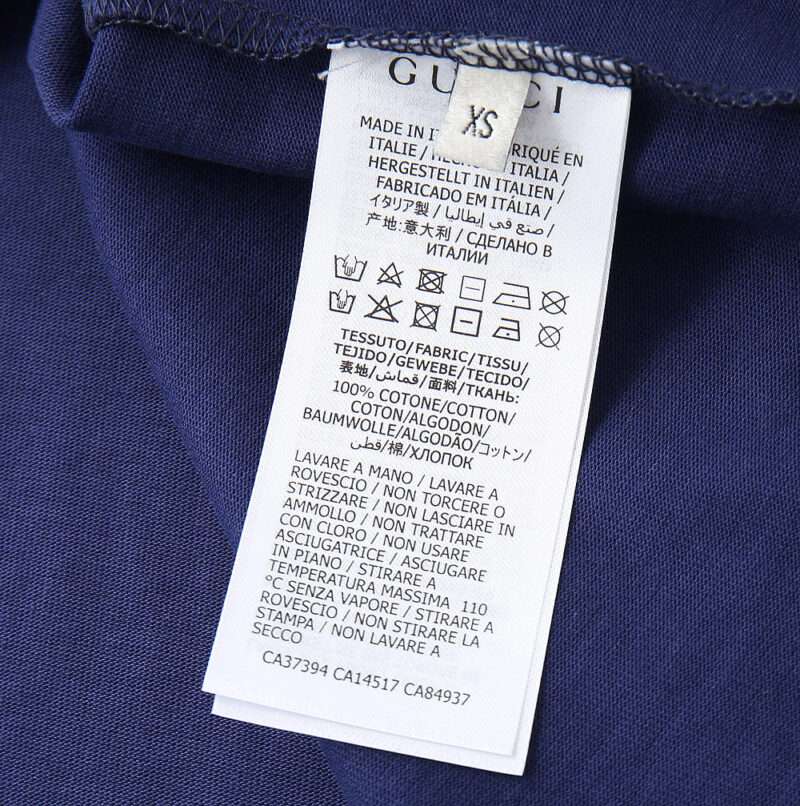 GU CI
XS
MADE IN IT RIQUÉ EN
ITALIE / HECHO EN ITALIA /
HERGESTELLT IN ITALIEN /
FABRICADO EM ITÁLIA /
イタリア製 / صنع في إيطاليا /
产地:意大利 / СДЕЛАНО В
ИТАЛИИ
TESSUTO/FABRIC/TISSU/
TEJIDO/GEWEBE/TECIDO/
表地/قماش/面料/ТКАНЬ:
100% COTONE/COTTON/
COTON/ALGODON/
BAUMWOLLE/ALGODÃO/コットン/
قطن/棉/ХЛОПОК
LAVARE A MANO / LAVARE A
ROVESCIO / NON TORCERE O
STRIZZARE / NON LASCIARE IN
AMMOLLO / NON TRATTARE
CON CLORO / NON USARE
ASCIUGATRICE / ASCIUGARE
IN PIANO / STIRARE A
TEMPERATURA MASSIMA 110
°C SENZA VAPORE / STIRARE A
ROVESCIO / NON STIRARE LA
STAMPA / NON LAVARE A
SECCO
CA37394 CA14517 CA84937